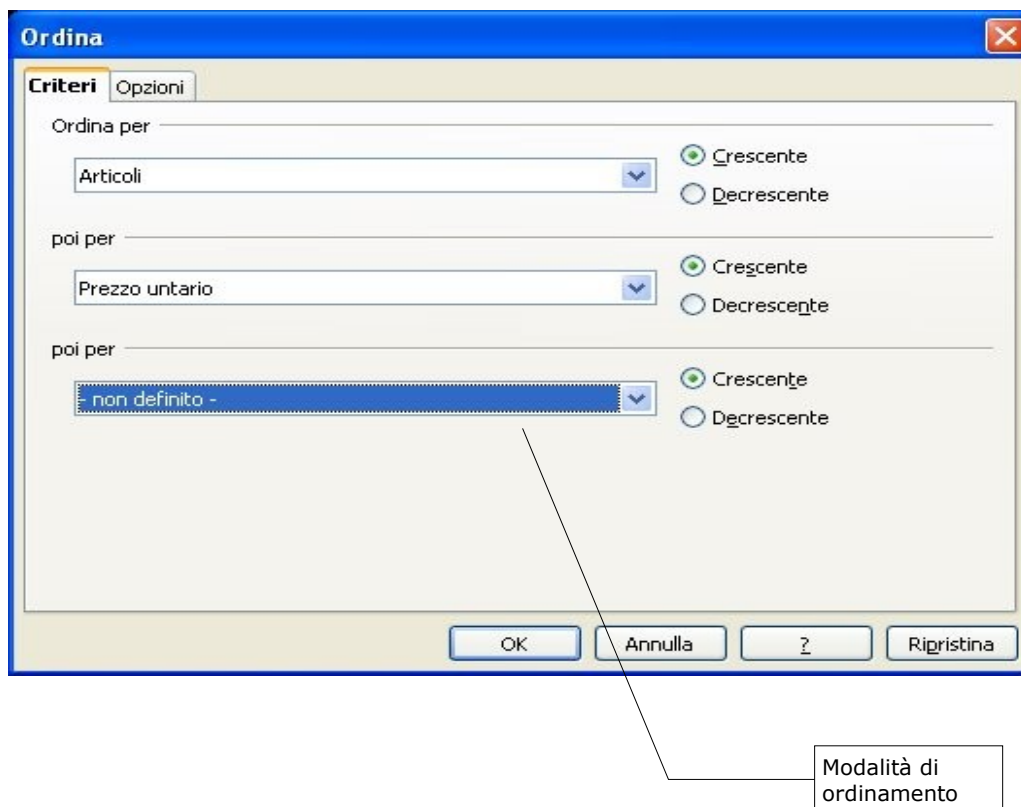 Ordina
Criteri Opzioni
Ordina per
Articoli
Crescente
Decrescente
poi per
Prezzo untario
Crescente
Decrescente
poi per
- non definito -
Crescente
Decrescente
OK Annulla ? Ripristina
Modalità di
ordinamento